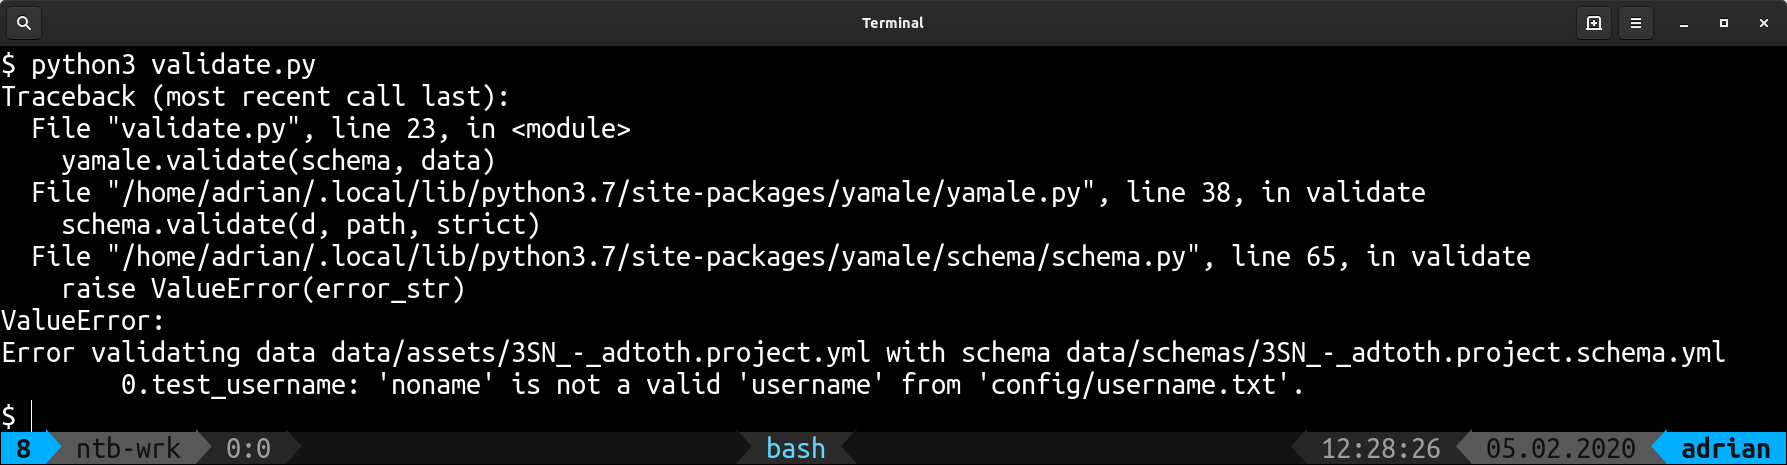 Terminal
$ python3 validate.py
Traceback (most recent call last):
  File "validate.py", line 23, in <module>
    yamale.validate(schema, data)
  File "/home/adrian/.local/lib/python3.7/site-packages/yamale/yamale.py", line 38, in validate
    schema.validate(d, path, strict)
  File "/home/adrian/.local/lib/python3.7/site-packages/yamale/schema/schema.py", line 65, in validate
    raise ValueError(error_str)
ValueError:
Error validating data data/assets/3SN_-_adtoth.project.yml with schema data/schemas/3SN_-_adtoth.project.schema.yml
        0.test_username: 'noname' is not a valid 'username' from 'config/username.txt'.
$
8 ntb-wrk 0:0 bash 12:28:26 05.02.2020 adrian